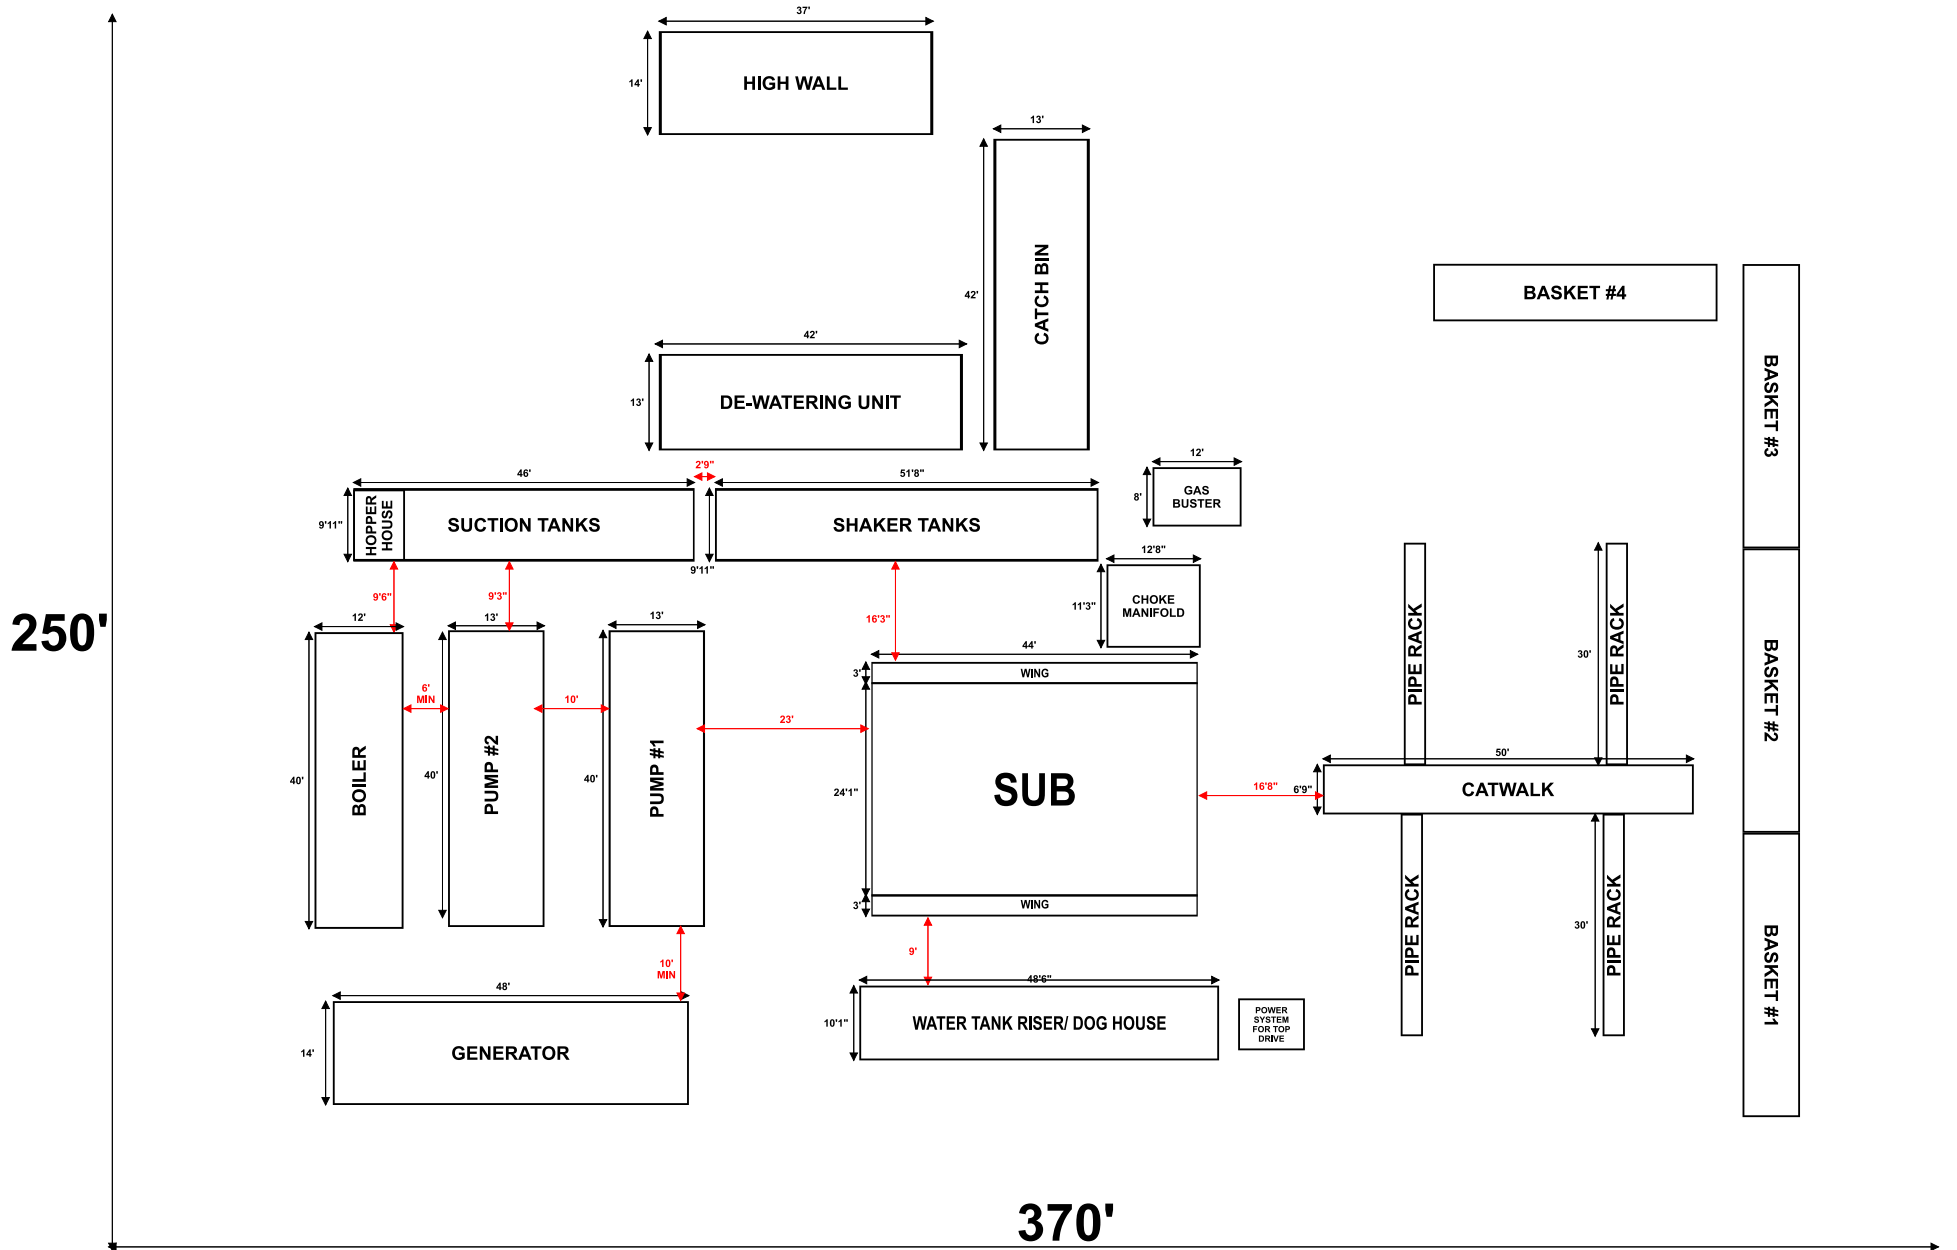 37'
14'
HIGH WALL
13'
42'
CATCH BIN
BASKET #4
BASKET #3
42'
13'
DE-WATERING UNIT
46'
2'9"
51'8"
12'
8'
GAS
BUSTER
9'11"
HOPPER
HOUSE
SUCTION TANKS
9'11"
SHAKER TANKS
12'8"
11'3"
CHOKE
MANIFOLD
9'6"
9'3"
16'3"
250'
12'
13'
13'
44'
3'
WING
PIPE RACK
30'
PIPE RACK
BASKET #2
6'
MIN
10'
23'
40'
BOILER
40'
PUMP #2
40'
PUMP #1
24'1"
SUB
16'8"
50'
6'9"
CATWALK
3'
WING
PIPE RACK
30'
PIPE RACK
BASKET #1
10'
MIN
9'
48'
14'
GENERATOR
48'6"
10'1"
WATER TANK RISER/ DOG HOUSE
POWER
SYSTEM
FOR TOP
DRIVE
370'